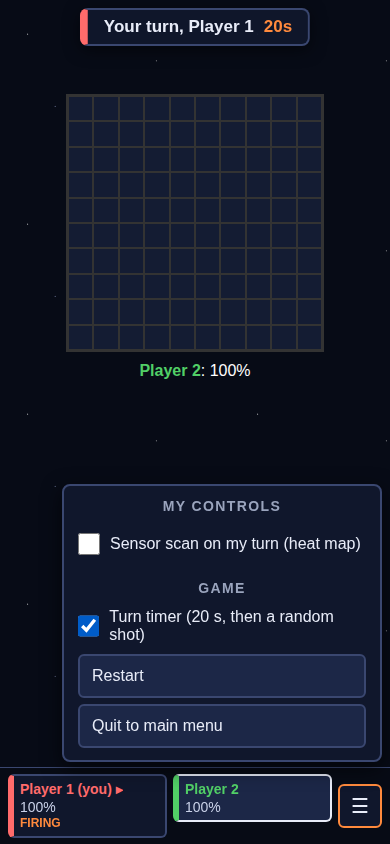 Your turn, Player 1 20s
Player 2: 100%
MY CONTROLS
Sensor scan on my turn (heat map)
GAME
Turn timer (20 s, then a random
shot)
Restart
Quit to main menu
Player 1 (you) ▸
100%
FIRING
Player 2
100%